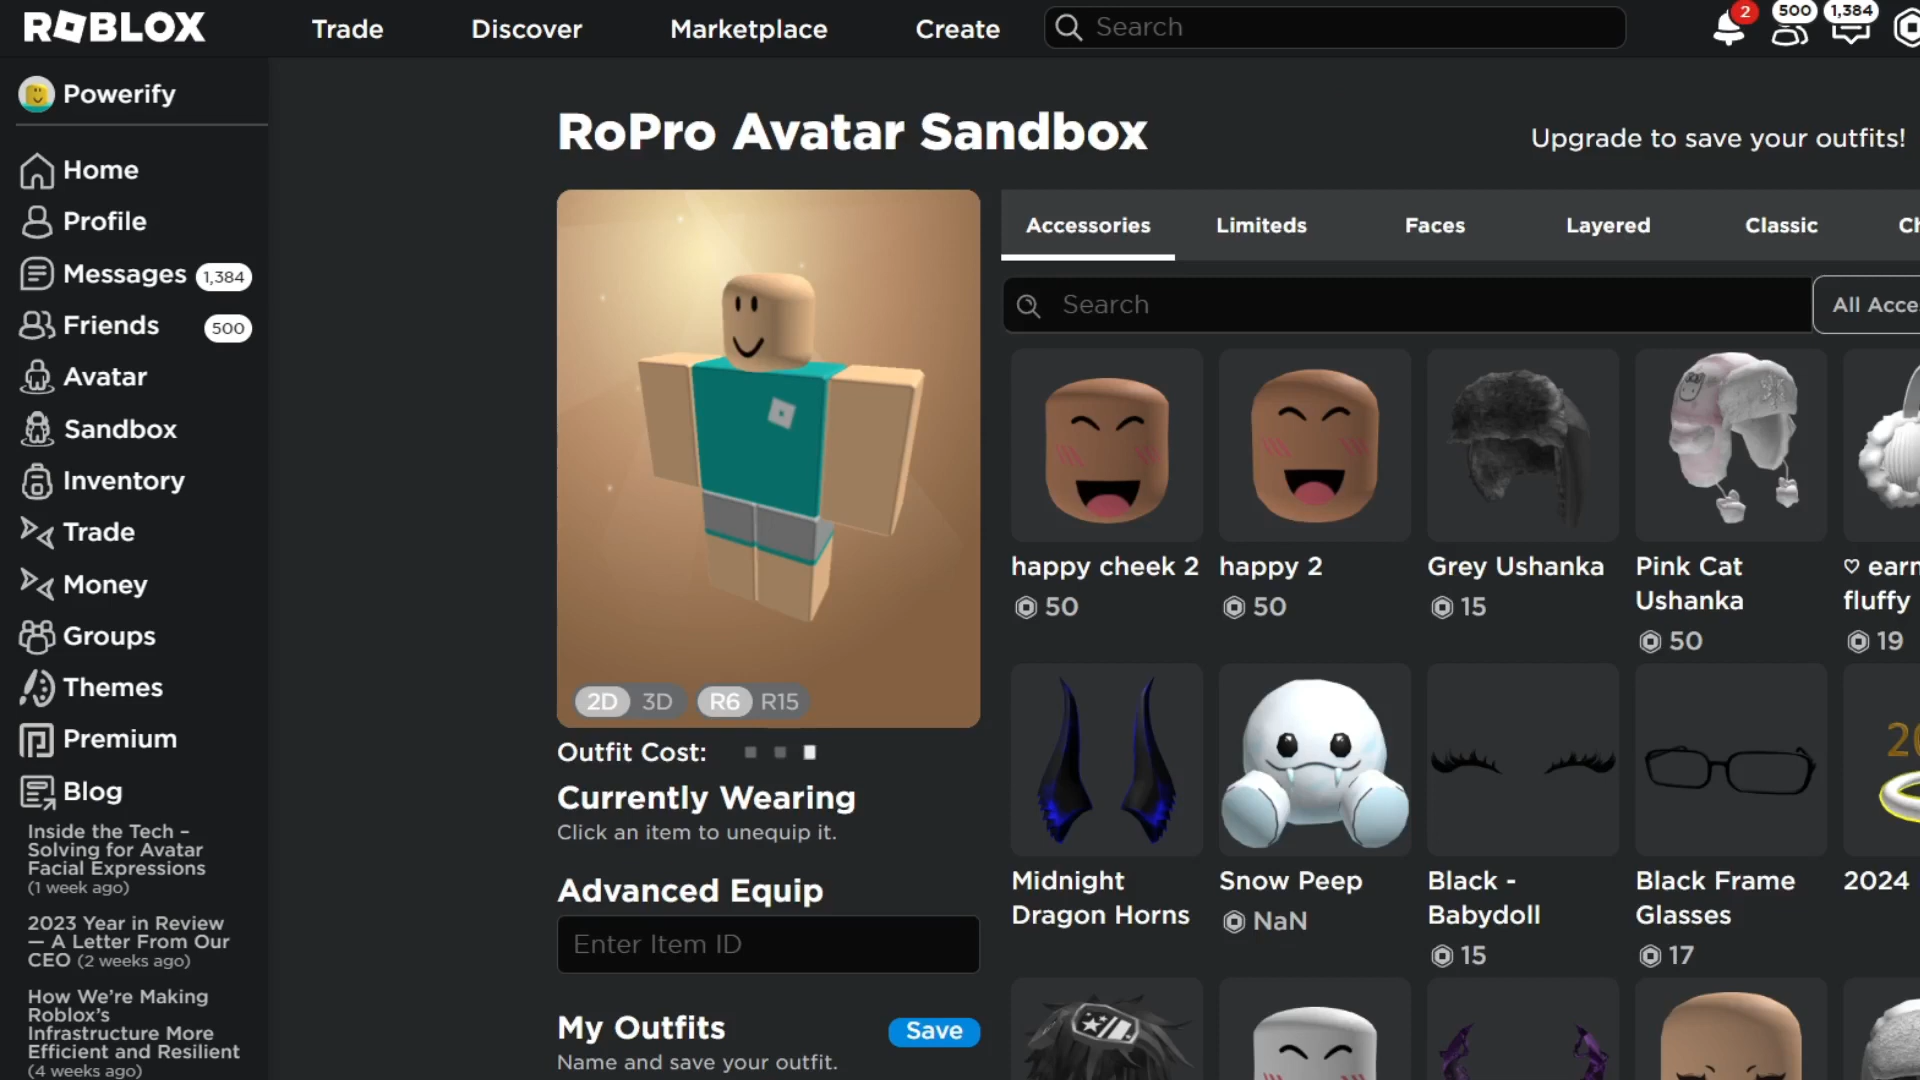 ROBLOX
Trade
Discover
Marketplace
Create
Search
2
500
1,384
Powerify
Home
Profile
Messages 1,384
Friends 500
Avatar
Sandbox
Inventory
Trade
Money
Groups
Themes
Premium
Blog
Inside the Tech –
Solving for Avatar
Facial Expressions
(1 week ago)
2023 Year in Review
— A Letter From Our
CEO (2 weeks ago)
How We’re Making
Roblox’s
Infrastructure More
Efficient and Resilient
(4 weeks ago)
RoPro Avatar Sandbox
Upgrade to save your outfits!
2D 3D R6 R15
Outfit Cost:
Currently Wearing
Click an item to unequip it.
Advanced Equip
Enter Item ID
My Outfits
Save
Name and save your outfit.
Accessories
Limiteds
Faces
Layered
Classic
Search
happy cheek 2
50
happy 2
50
Grey Ushanka
15
Pink Cat
Ushanka
50
fluffy
19
Midnight
Dragon Horns
Snow Peep
NaN
Black -
Babydoll
15
Black Frame
Glasses
17
2024